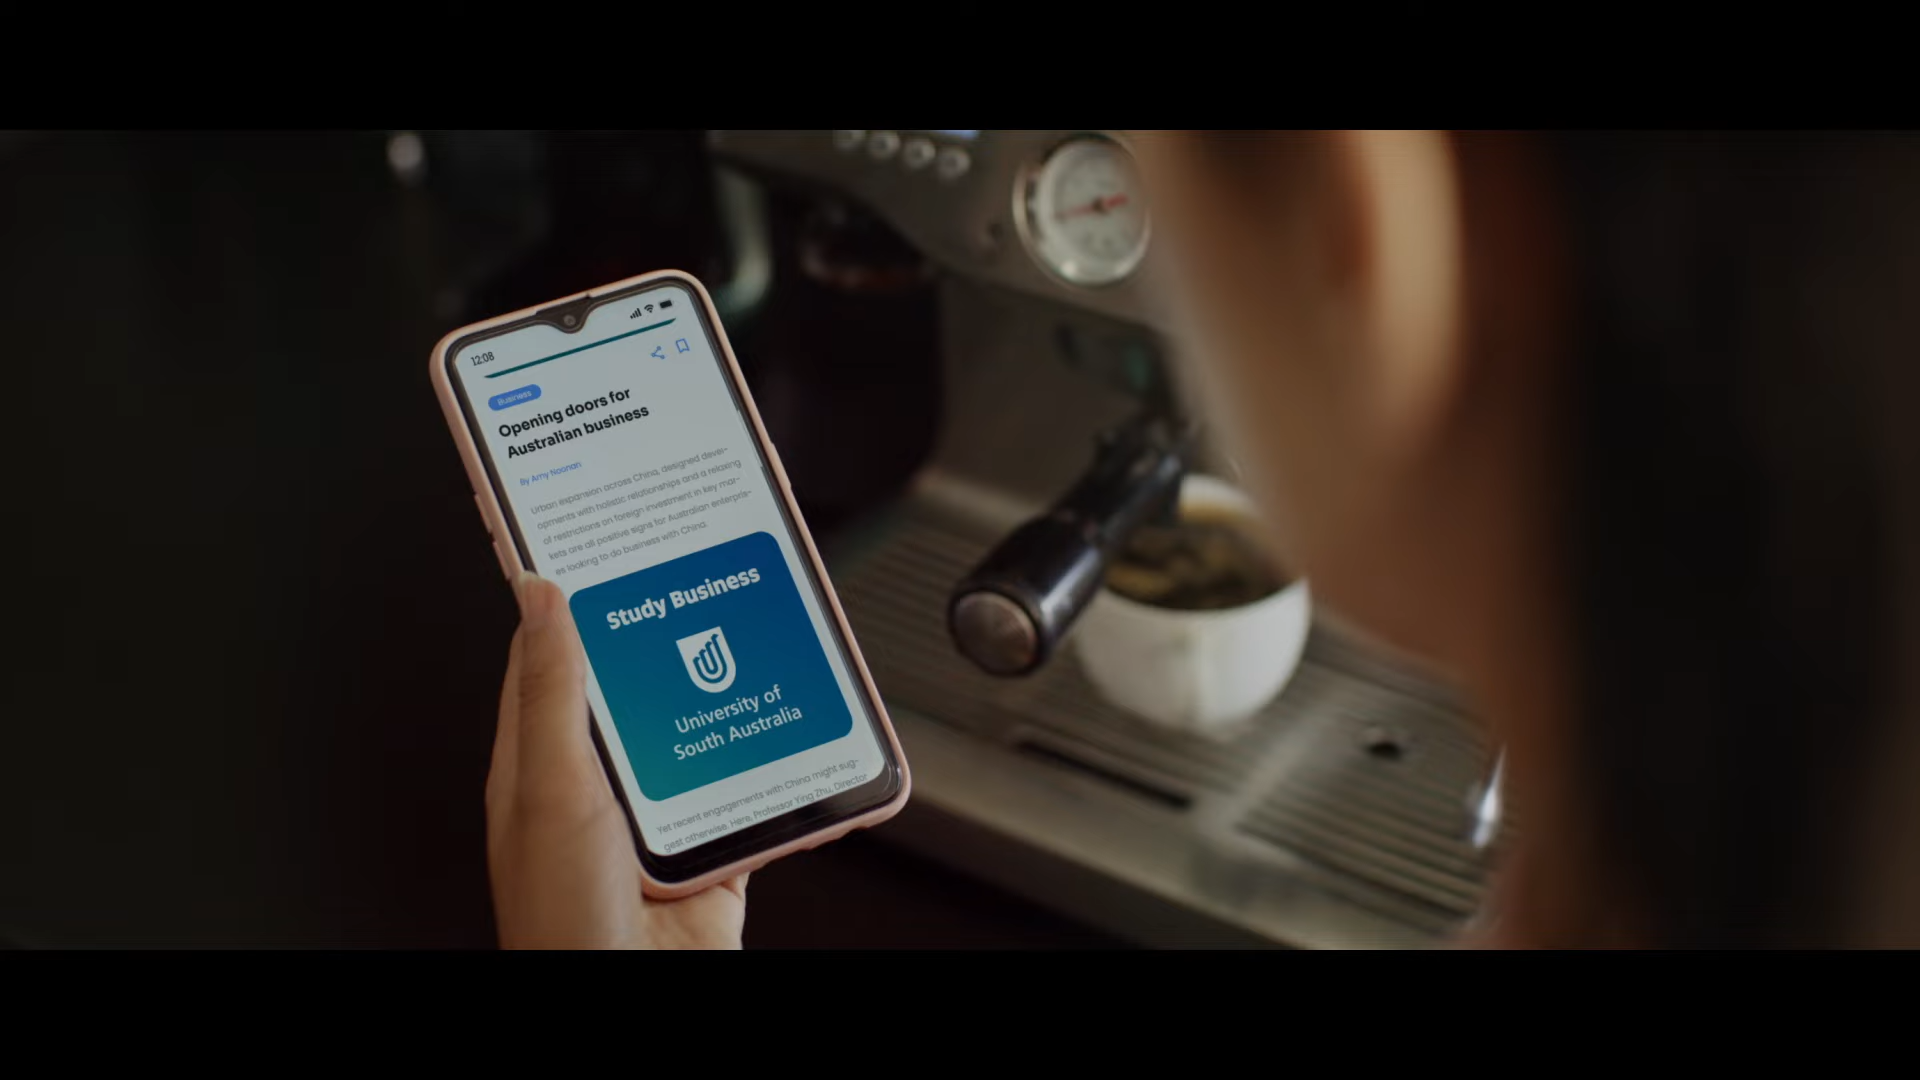 12:08
Business
Opening doors for
Australian business
By Amy Noonan
Urban expansion across China, designed devel-
opments with holistic relationships and a relaxing
of restrictions on foreign investment in key mar-
kets are all positive signs for Australian enterpris-
es looking to do business with China.
Study Business
University of
South Australia
Yet recent engagements with China might sug-
gest otherwise. Here, Professor Ying Zhu, Director